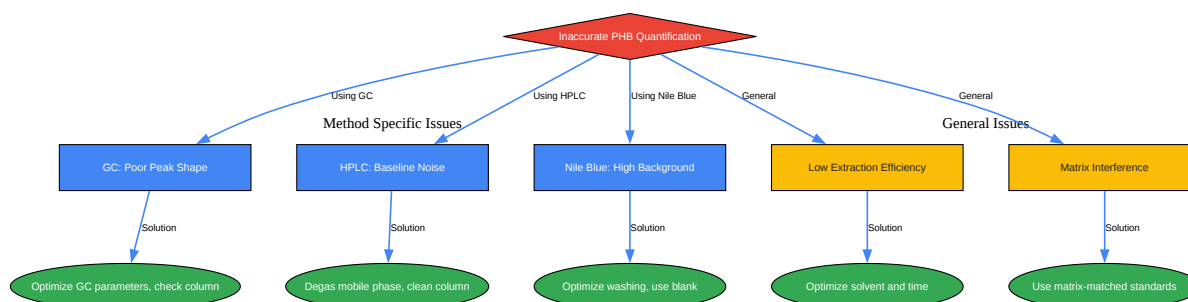 Inaccurate PHB Quantification
Using GC
Using HPLC
Using Nile Blue
General
General
Method Specific Issues
General Issues
GC: Poor Peak Shape
HPLC: Baseline Noise
Nile Blue: High Background
Low Extraction Efficiency
Matrix Interference
Solution
Solution
Solution
Solution
Solution
Optimize GC parameters, check column
Degas mobile phase, clean column
Optimize washing, use blank
Optimize solvent and time
Use matrix-matched standards